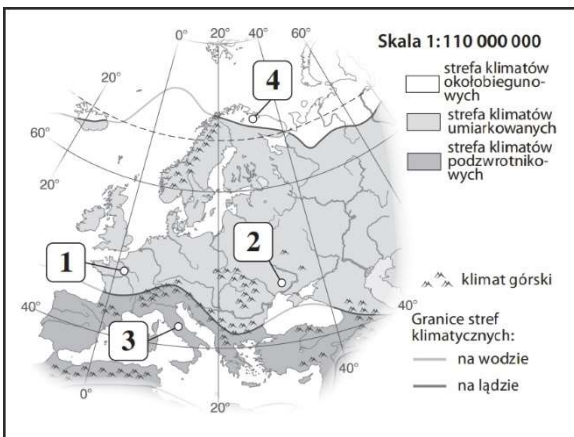 0° 20° 40° 60°
Skala 1:110 000 000
strefa klimatów
okołobieguno-
wych
strefa klimatów
umiarkowanych
strefa klimatów
podzwrotniko-
wych
20°
4
60°
20°
1
2
klimat górski
40°
3
40°
Granice stref
klimatycznych:
na wodzie
na lądzie
0°
20°
40°